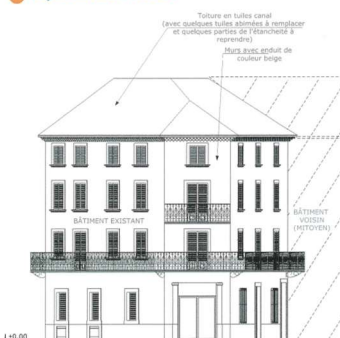 Toiture en tuiles canal
(avec quelques tuiles abimées à remplacer
et quelques parties de l'étanchéité à
reprendre)
Murs avec enduit de
couleur beige
BÂTIMENT EXISTANT
BÂTIMENT
VOISIN
(MITOYEN)
±0.00